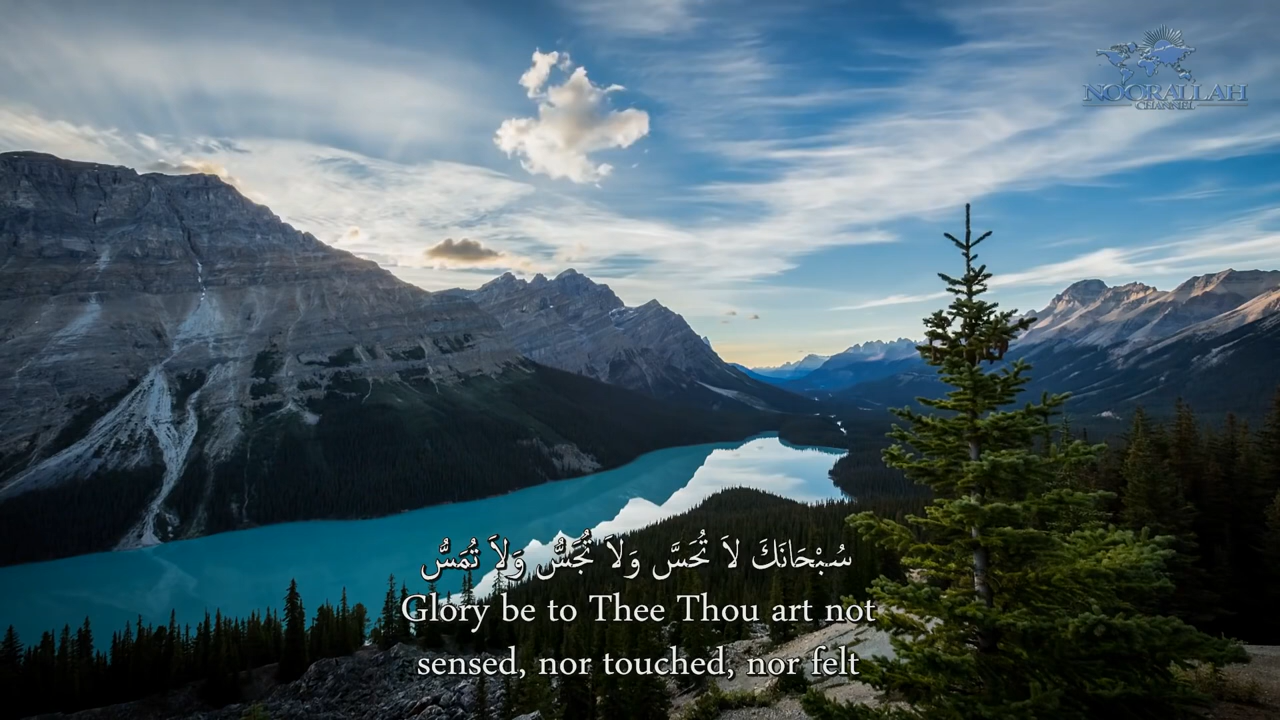 NOORALLAH
CHANNEL
سُبْحَانَكَ لاَ تُحَسَّ وَلاَ تُجَسُّ وَلاَ تُمَسُّ
Glory be to Thee Thou art not
sensed, nor touched, nor felt